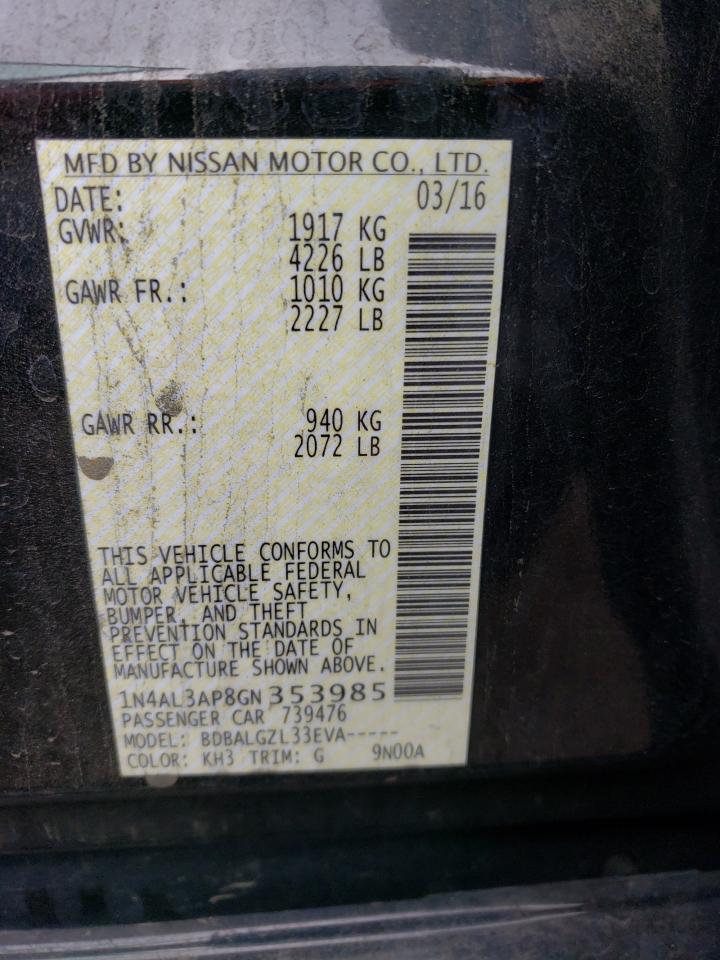 MFD BY NISSAN MOTOR CO., LTD.
DATE: 03/16
GVWR: 1917 KG
4226 LB
GAWR FR.: 1010 KG
2227 LB
GAWR RR.: 940 KG
2072 LB
THIS VEHICLE CONFORMS TO
ALL APPLICABLE FEDERAL
MOTOR VEHICLE SAFETY,
BUMPER, AND THEFT
PREVENTION STANDARDS IN
EFFECT ON THE DATE OF
MANUFACTURE SHOWN ABOVE.
1N4AL3AP8GN353985
PASSENGER CAR 739476
MODEL: BDBALGZL33EVA-----
COLOR: KH3 TRIM: G 9N00A